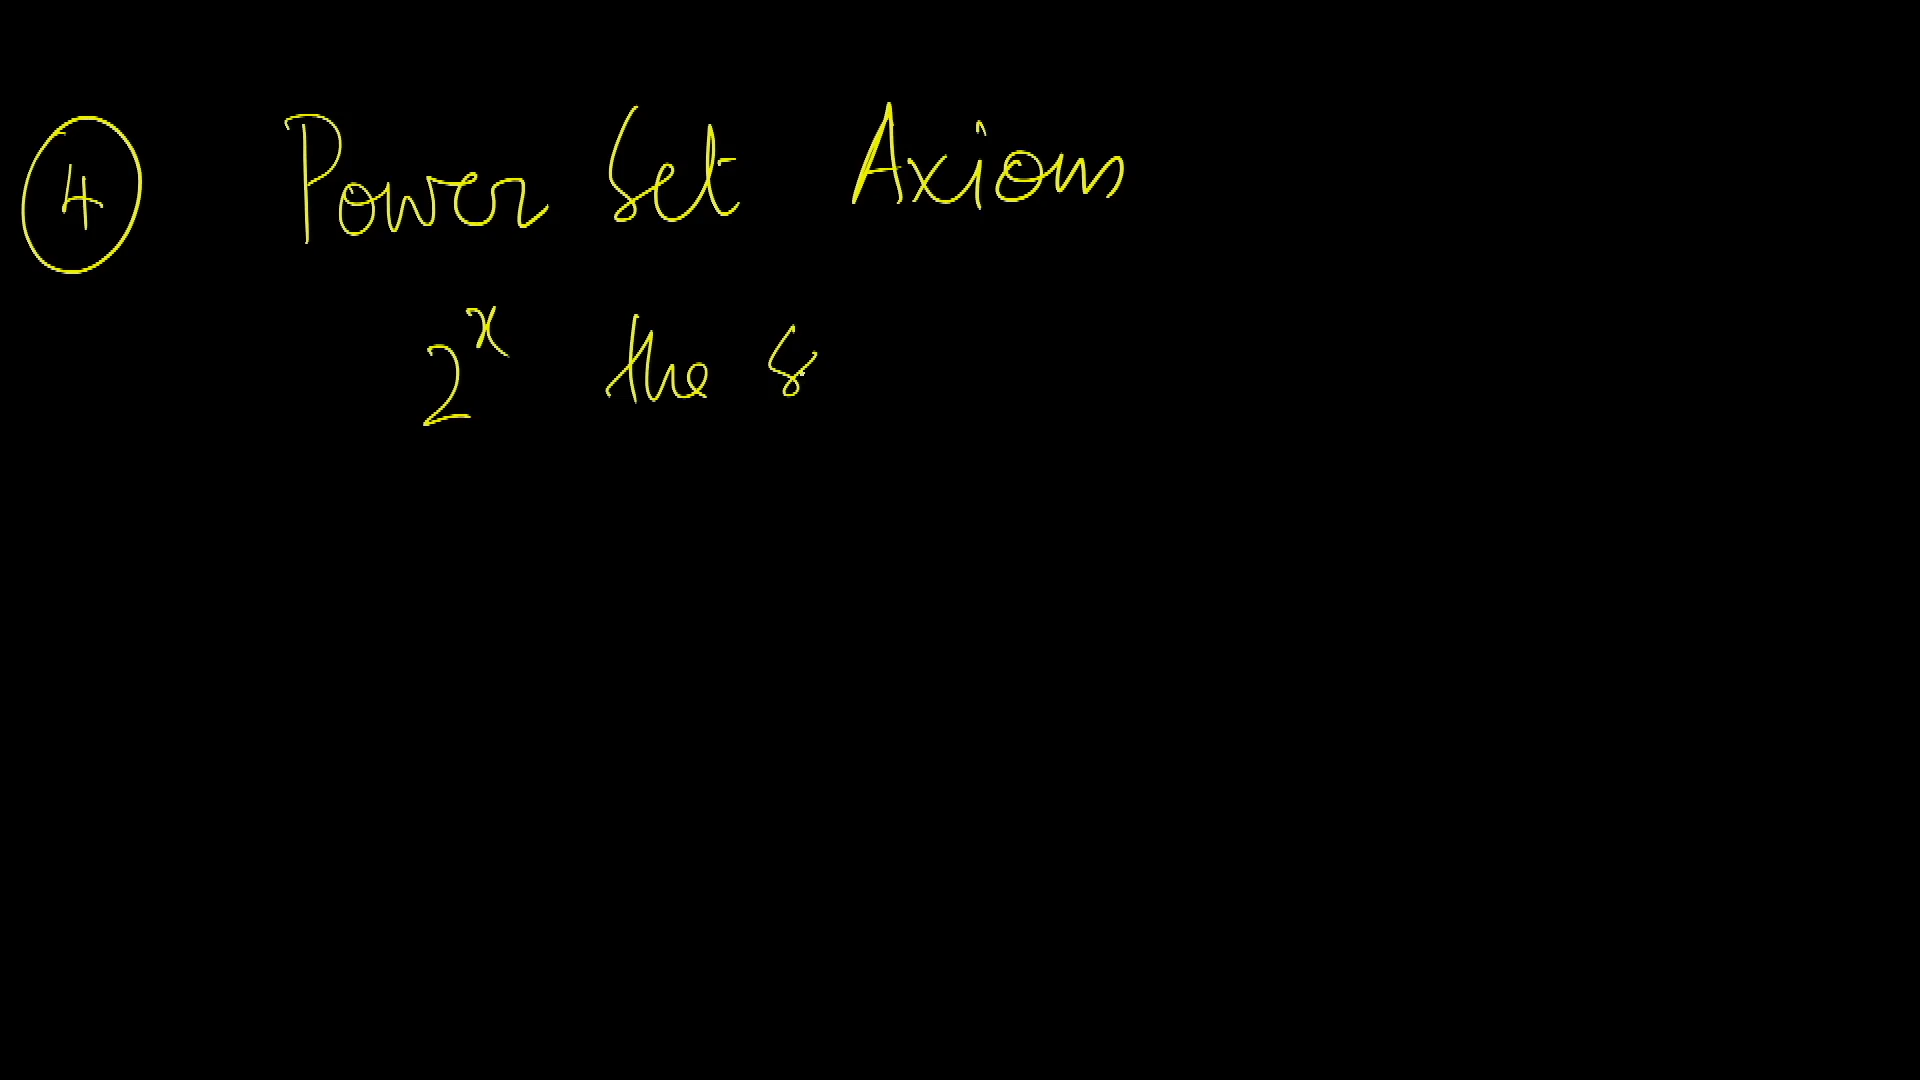 ④ Power Set Axiom
2^x the s